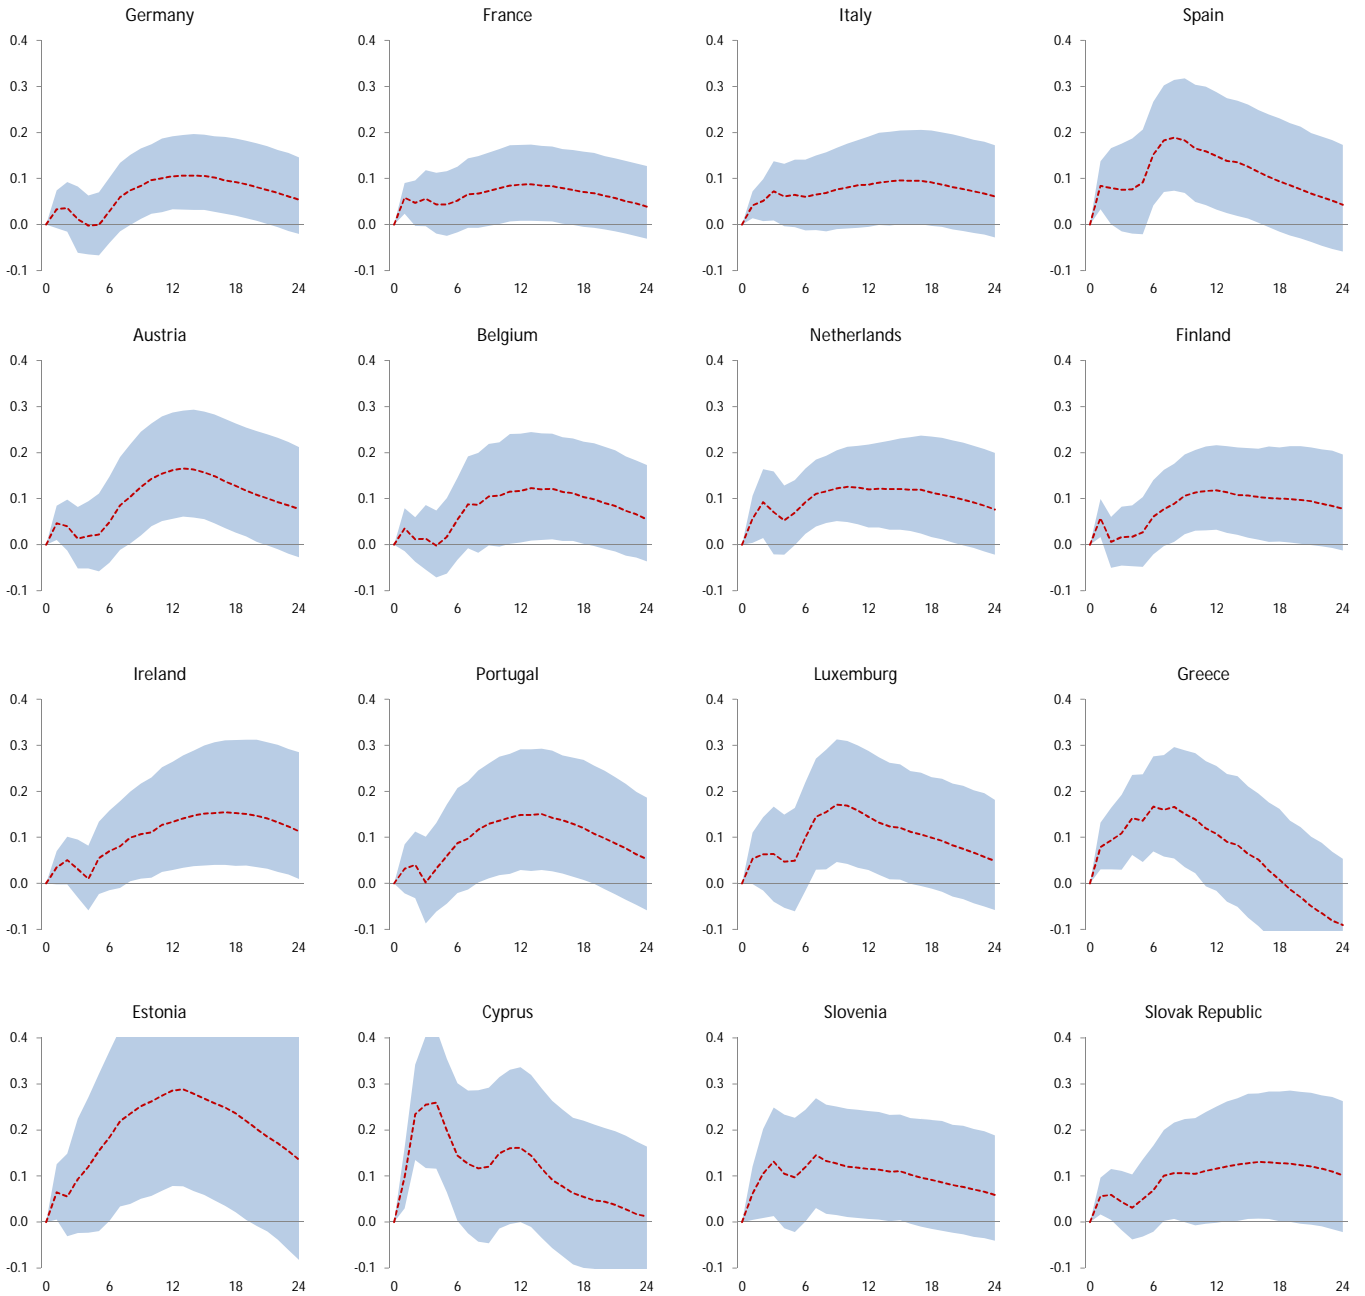 Germany France Italy Spain
0.4 0.4 0.4 0.4
0.3 0.3 0.3 0.3
0.2 0.2 0.2 0.2
0.1 0.1 0.1 0.1
0.0 0.0 0.0 0.0
-0.1 -0.1 -0.1 -0.1
0 6 12 18 24 0 6 12 18 24 0 6 12 18 24 0 6 12 18 24
Austria Belgium Netherlands Finland
0.4 0.4 0.4 0.4
0.3 0.3 0.3 0.3
0.2 0.2 0.2 0.2
0.1 0.1 0.1 0.1
0.0 0.0 0.0 0.0
-0.1 -0.1 -0.1 -0.1
0 6 12 18 24 0 6 12 18 24 0 6 12 18 24 0 6 12 18 24
Ireland Portugal Luxemburg Greece
0.4 0.4 0.4 0.4
0.3 0.3 0.3 0.3
0.2 0.2 0.2 0.2
0.1 0.1 0.1 0.1
0.0 0.0 0.0 0.0
-0.1 -0.1 -0.1 -0.1
0 6 12 18 24 0 6 12 18 24 0 6 12 18 24 0 6 12 18 24
Estonia Cyprus Slovenia Slovak Republic
0.4 0.4 0.4 0.4
0.3 0.3 0.3 0.3
0.2 0.2 0.2 0.2
0.1 0.1 0.1 0.1
0.0 0.0 0.0 0.0
-0.1 -0.1 -0.1 -0.1
0 6 12 18 24 0 6 12 18 24 0 6 12 18 24 0 6 12 18 24